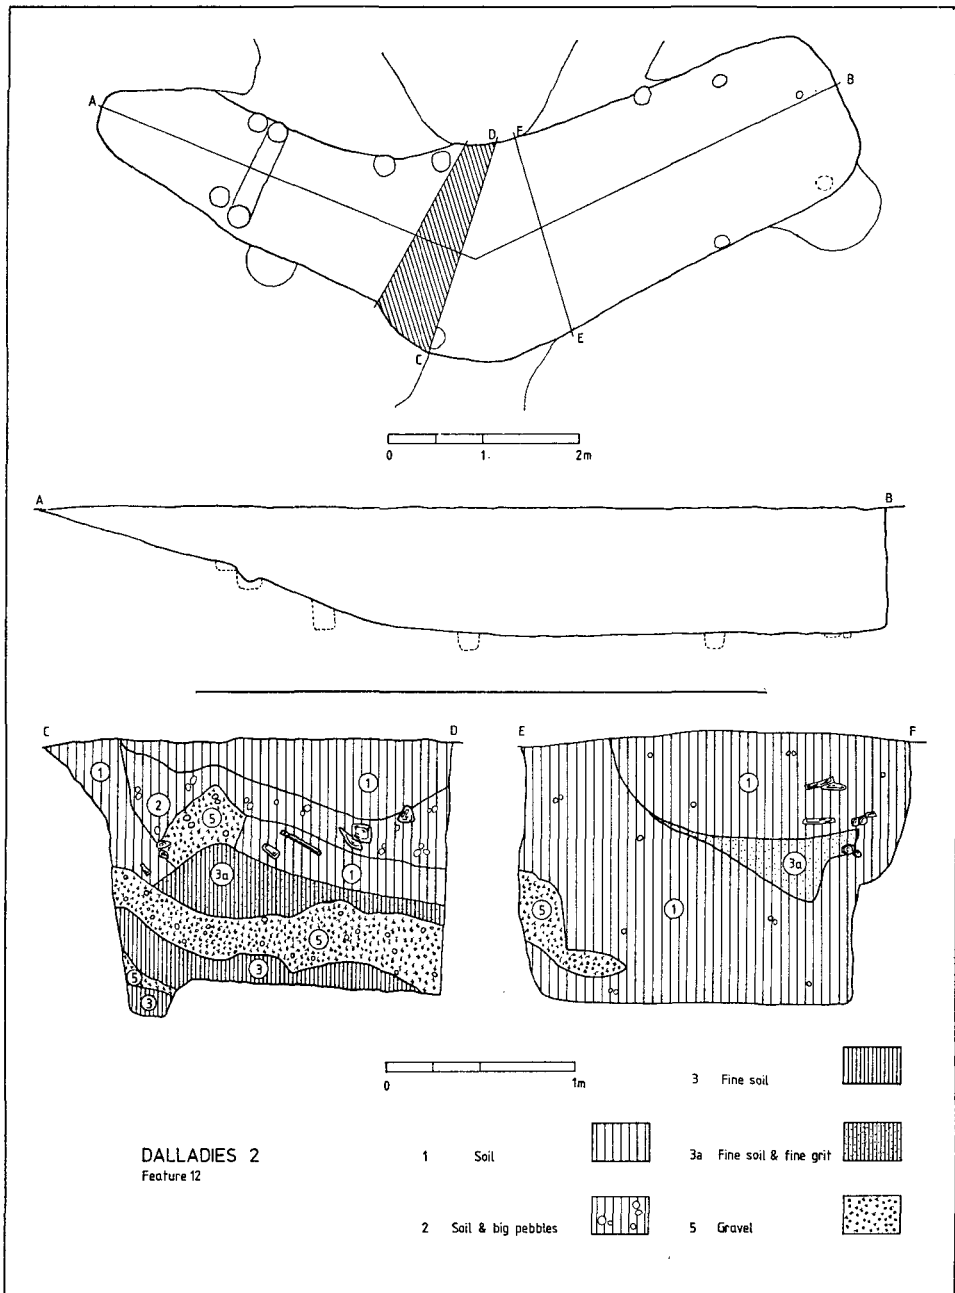 A
D
F
B
C
E
0
1
2m
A
B
C
D
E
F
1
2
5
1
3a
1
5
3
5
3
1
3a
5
1
0
1m
3 Fine soil
DALLADIES 2
Feature 12
1 Soil
3a Fine soil & fine grit
2 Soil & big pebbles
5 Gravel